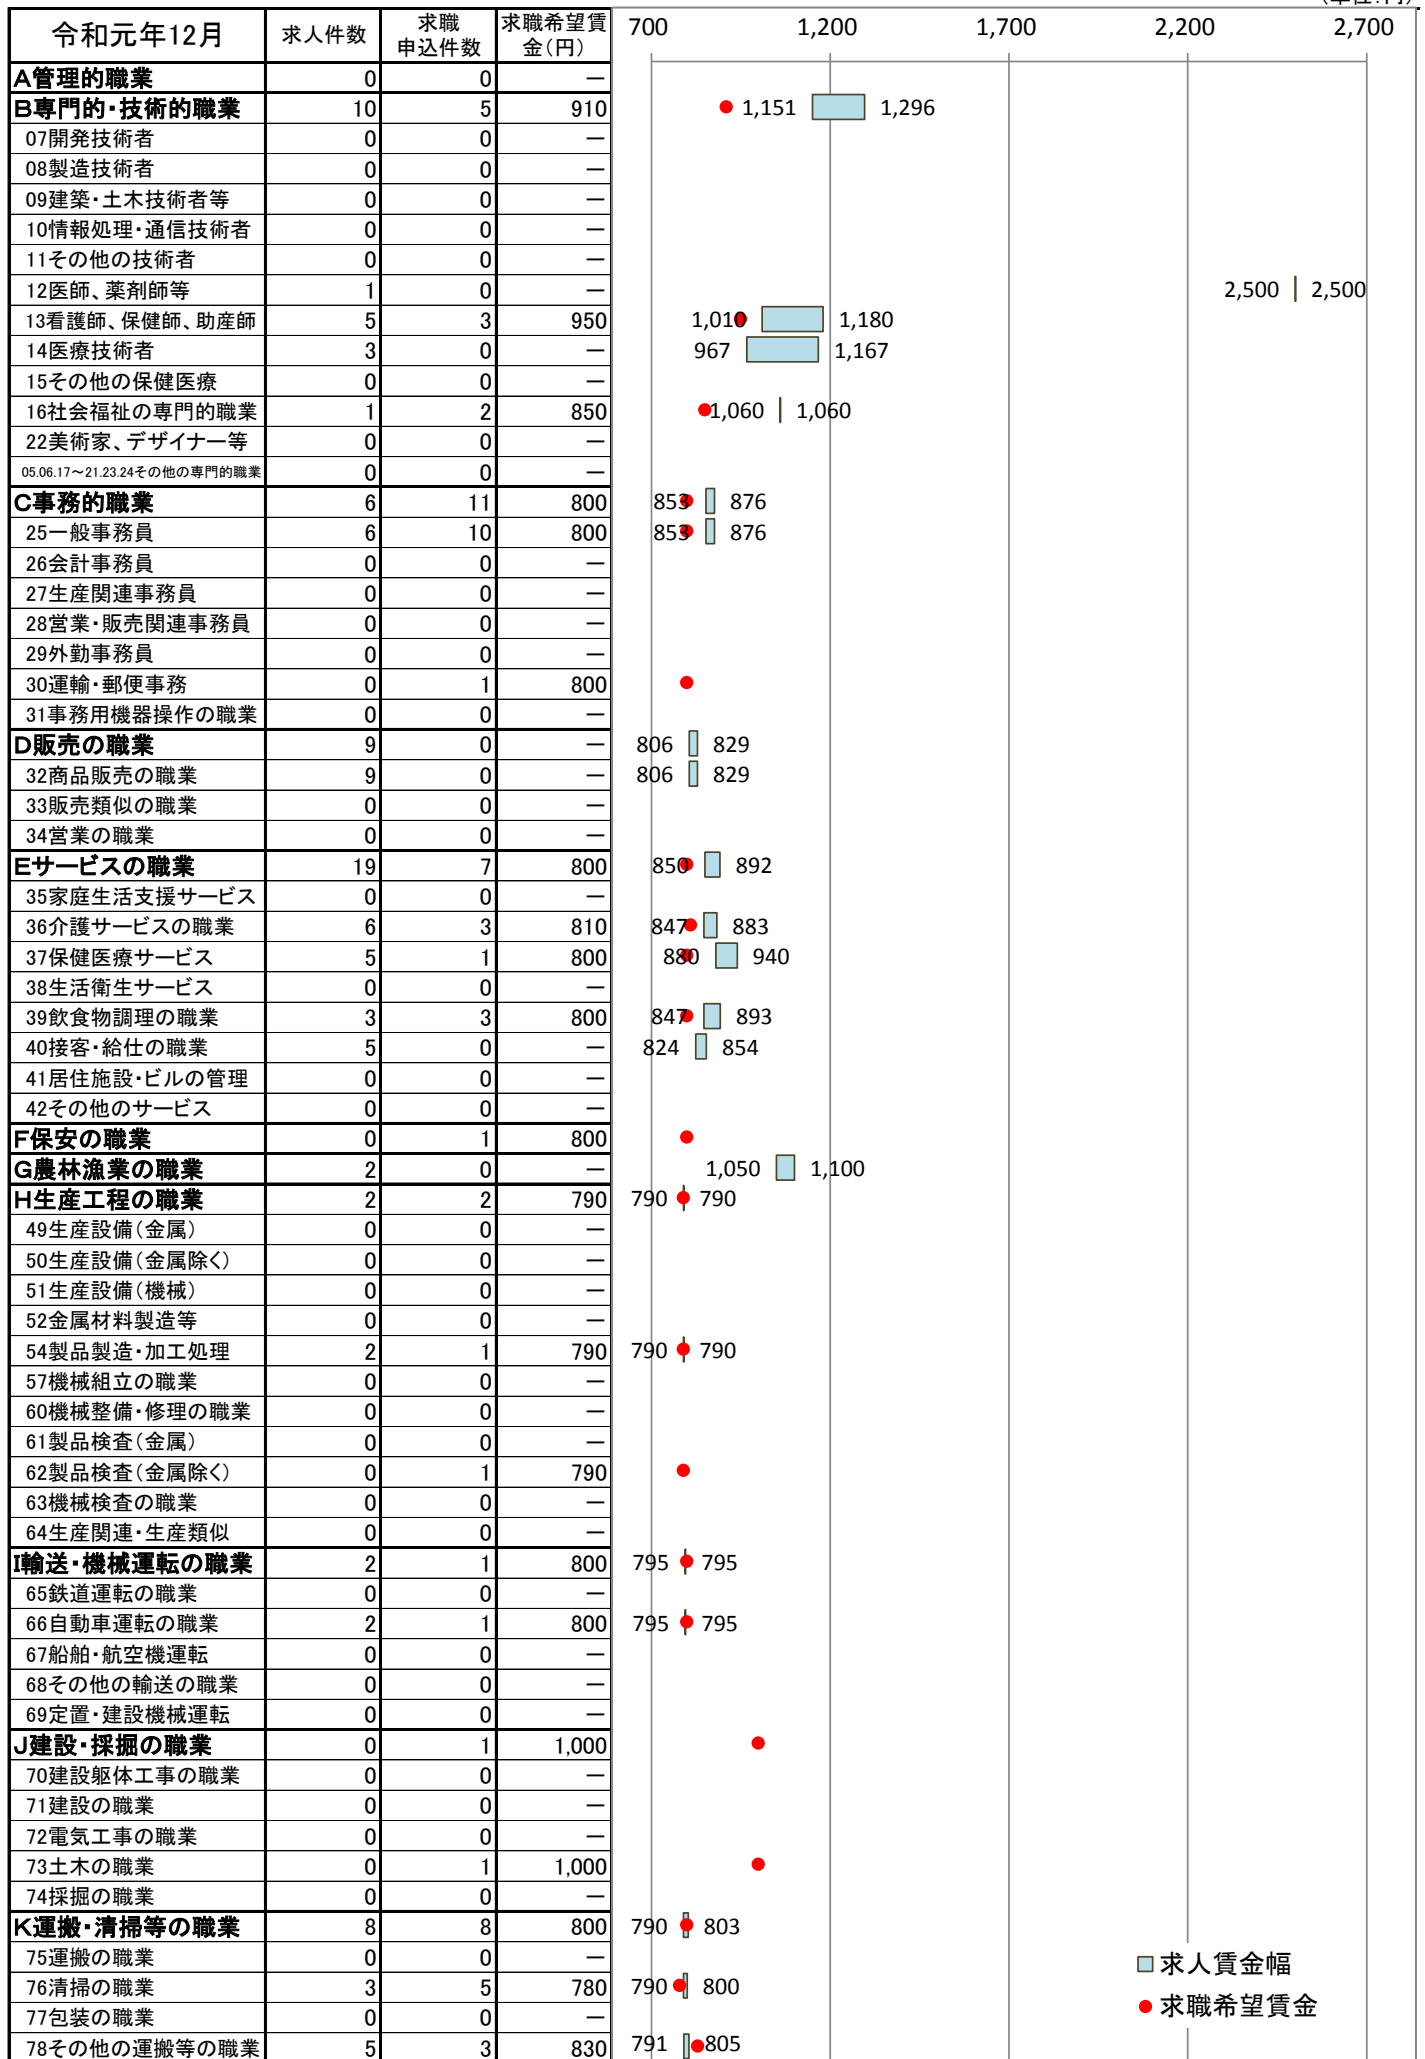 令和元年12月 求人件数 求職申込件数 求職希望賃金(円) 700 1,200 1,700 2,200 2,700
A管理的職業 0 0 ―
B専門的・技術的職業 10 5 910 1,151 1,296
07開発技術者 0 0 ―
08製造技術者 0 0 ―
09建築・土木技術者等 0 0 ―
10情報処理・通信技術者 0 0 ―
11その他の技術者 0 0 ―
12医師、薬剤師等 1 0 ― 2,500 2,500
13看護師、保健師、助産師 5 3 950 1,010 1,180
14医療技術者 3 0 ― 967 1,167
15その他の保健医療 0 0 ―
16社会福祉の専門的職業 1 2 850 1,060 1,060
22美術家、デザイナー等 0 0 ―
05.06.17～21.23.24その他の専門的職業 0 0 ―
C事務的職業 6 11 800 853 876
25一般事務員 6 10 800 853 876
26会計事務員 0 0 ―
27生産関連事務員 0 0 ―
28営業・販売関連事務員 0 0 ―
29外勤事務員 0 0 ―
30運輸・郵便事務 0 1 800
31事務用機器操作の職業 0 0 ―
D販売の職業 9 0 ― 806 829
32商品販売の職業 9 0 ― 806 829
33販売類似の職業 0 0 ―
34営業の職業 0 0 ―
Eサービスの職業 19 7 800 850 892
35家庭生活支援サービス 0 0 ―
36介護サービスの職業 6 3 810 847 883
37保健医療サービス 5 1 800 880 940
38生活衛生サービス 0 0 ―
39飲食物調理の職業 3 3 800 847 893
40接客・給仕の職業 5 0 ― 824 854
41居住施設・ビルの管理 0 0 ―
42その他のサービス 0 0 ―
F保安の職業 0 1 800
G農林漁業の職業 2 0 ― 1,050 1,100
H生産工程の職業 2 2 790 790 790
49生産設備(金属) 0 0 ―
50生産設備(金属除く) 0 0 ―
51生産設備(機械) 0 0 ―
52金属材料製造等 0 0 ―
54製品製造・加工処理 2 1 790 790 790
57機械組立の職業 0 0 ―
60機械整備・修理の職業 0 0 ―
61製品検査(金属) 0 0 ―
62製品検査(金属除く) 0 1 790
63機械検査の職業 0 0 ―
64生産関連・生産類似 0 0 ―
I輸送・機械運転の職業 2 1 800 795 795
65鉄道運転の職業 0 0 ―
66自動車運転の職業 2 1 800 795 795
67船舶・航空機運転 0 0 ―
68その他の輸送の職業 0 0 ―
69定置・建設機械運転 0 0 ―
J建設・採掘の職業 0 1 1,000
70建設躯体工事の職業 0 0 ―
71建設の職業 0 0 ―
72電気工事の職業 0 0 ―
73土木の職業 0 1 1,000
74採掘の職業 0 0 ―
K運搬・清掃等の職業 8 8 800 790 803
75運搬の職業 0 0 ―
76清掃の職業 3 5 780 790 800
77包装の職業 0 0 ―
78その他の運搬等の職業 5 3 830 791 805
求人賃金幅
求職希望賃金